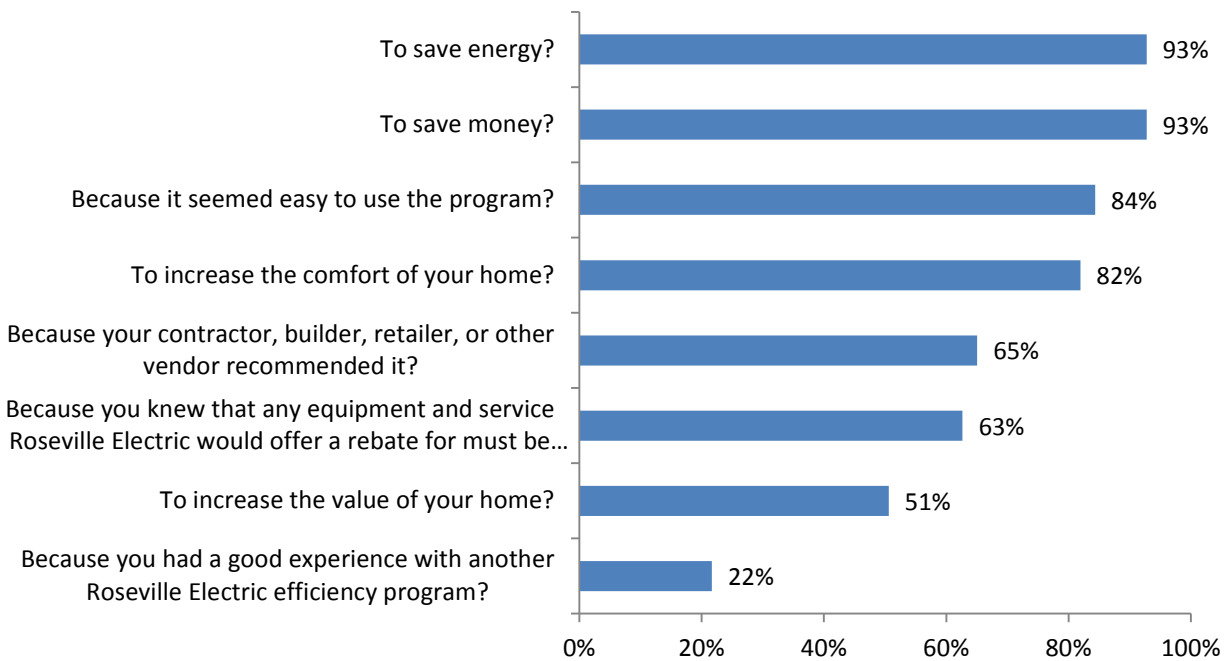 To save energy?
93%
To save money?
93%
Because it seemed easy to use the program?
84%
To increase the comfort of your home?
82%
Because your contractor, builder, retailer, or other
vendor recommended it?
65%
Because you knew that any equipment and service
Roseville Electric would offer a rebate for must be…
63%
To increase the value of your home?
51%
Because you had a good experience with another
Roseville Electric efficiency program?
22%
0% 20% 40% 60% 80% 100%